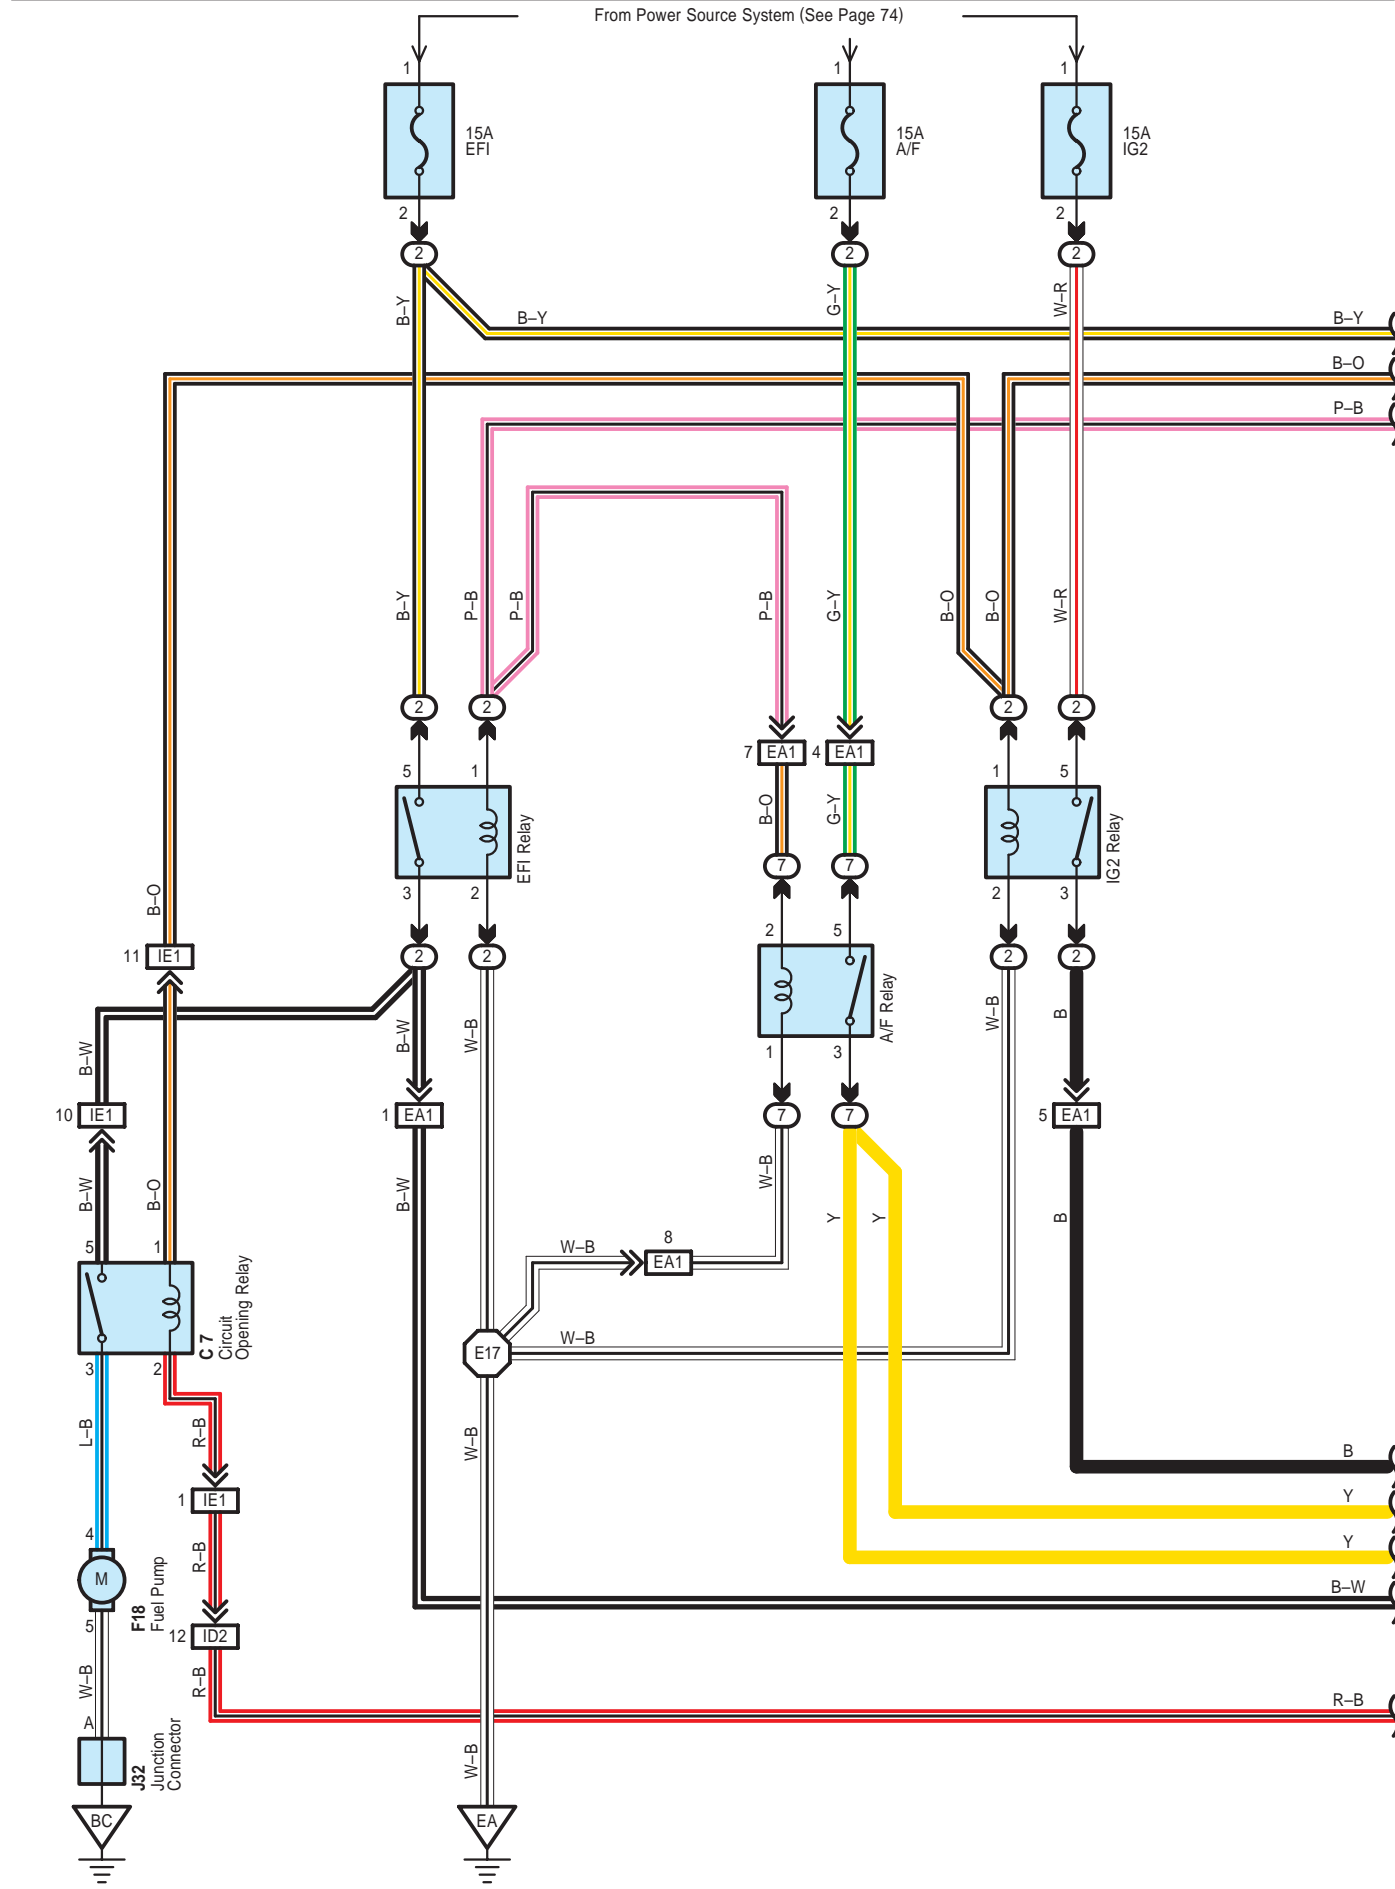 From Power Source System (See Page 74)
1
1
1
15A
EFI
15A
A/F
15A
IG2
2
2
2
2
2
2
B–Y
G–Y
W–R
B–Y
B–Y
B–O
P–B
B–Y
P–B
P–B
P–B
G–Y
B–O
B–O
W–R
2
2
2
2
7
EA1
4
EA1
5
1
1
5
EFI Relay
B–O
G–Y
IG2 Relay
7
7
3
2
2
3
B–O
2
5
11
IE1
2
2
2
2
A/F Relay
B–W
B–W
W–B
W–B
B
1
3
10
IE1
1
EA1
7
7
5
EA1
B–W
B–O
B–W
W–B
Y
Y
B
5
1
W–B
8
EA1
C 7
Circuit
Opening Relay
E17
W–B
3
2
L–B
R–B
W–B
B
1
IE1
Y
4
R–B
Y
M
F18
Fuel Pump
B–W
5
12
ID2
W–B
R–B
R–B
A
J32
Junction
Connector
W–B
BC
EA